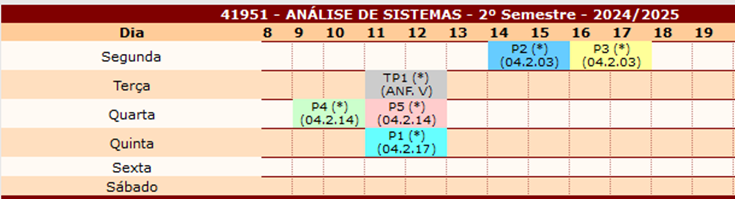 41951 - ANÁLISE DE SISTEMAS - 2º Semestre - 2024/2025
Dia 8 9 10 11 12 13 14 15 16 17 18 19
Segunda P2 (*) P3 (*)
(04.2.03) (04.2.03)
Terça TP1 (*)
(ANF. V)
Quarta P4 (*) P5 (*)
(04.2.14) (04.2.14)
Quinta P1 (*)
(04.2.17)
Sexta
Sábado